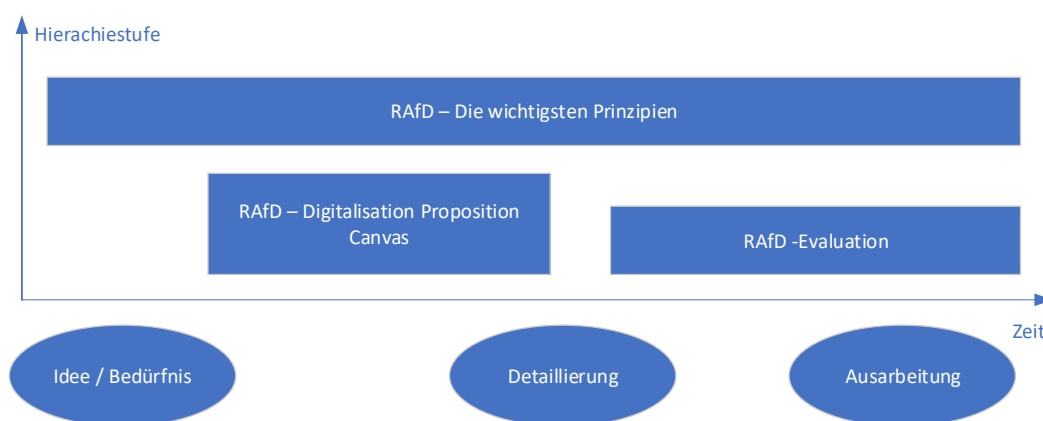 Hierachiestufe
RAfD – Die wichtigsten Prinzipien
RAfD – Digitalisation Proposition
Canvas
RAfD -Evaluation
Zeit
Idee / Bedürfnis
Detaillierung
Ausarbeitung